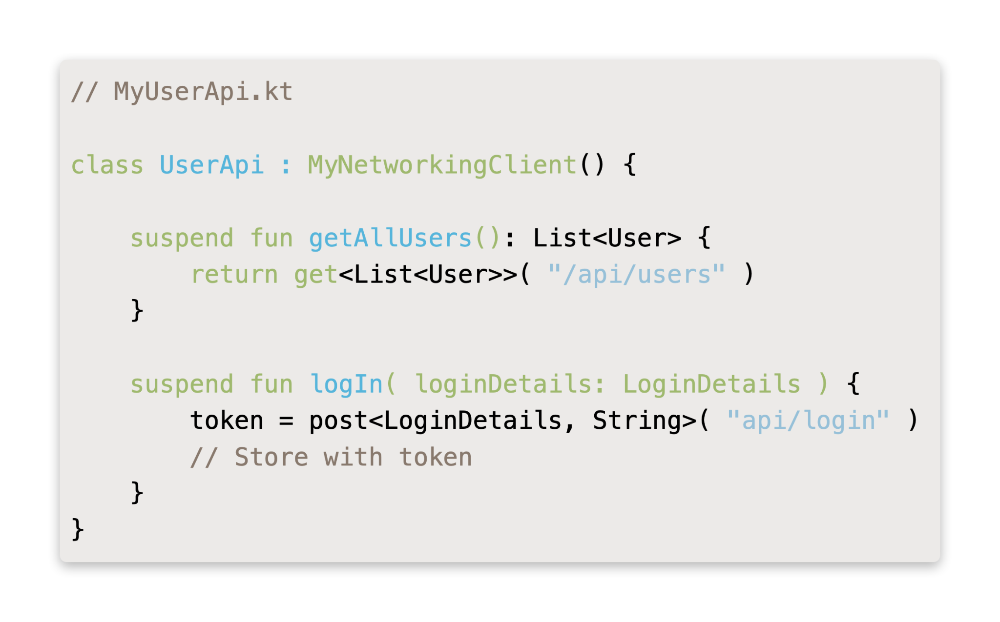 // MyUserApi.kt
class UserApi : MyNetworkingClient() {
suspend fun getAllUsers(): List<User> {
return get<List<User>>( "/api/users" )
}
suspend fun logIn( loginDetails: LoginDetails ) {
token = post<LoginDetails, String>( "api/login" )
// Store with token
}
}